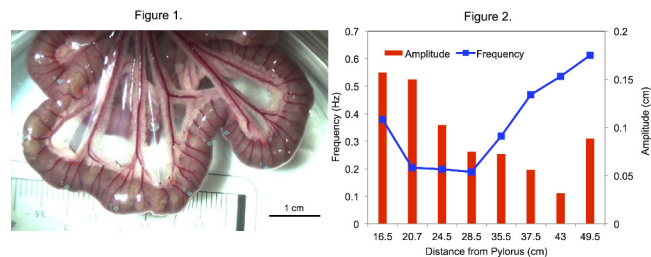 Figure 1.
1 cm
Figure 2.
Amplitude Frequency
Frequency (Hz)
0.7
0.6
0.5
0.4
0.3
0.2
0.1
0
Amplitude (cm)
0.2
0.15
0.1
0.05
0
16.5 20.7 24.5 28.5 35.5 37.5 43 49.5
Distance from Pylorus (cm)